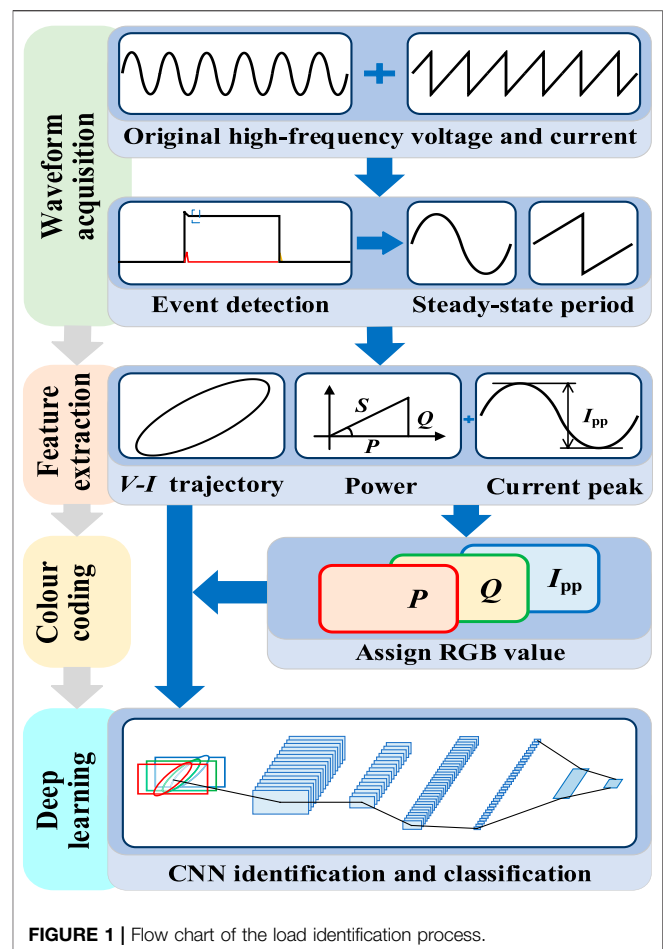 Waveform
acquisition
Original high-frequency voltage and current
Event detection
Steady-state period
Feature
extraction
S
Q
P
I pp
V-I trajectory
Power
Current peak
Colour
coding
P
Q
I pp
Assign RGB value
Deep
learning
CNN identification and classification
FIGURE 1 | Flow chart of the load identification process.